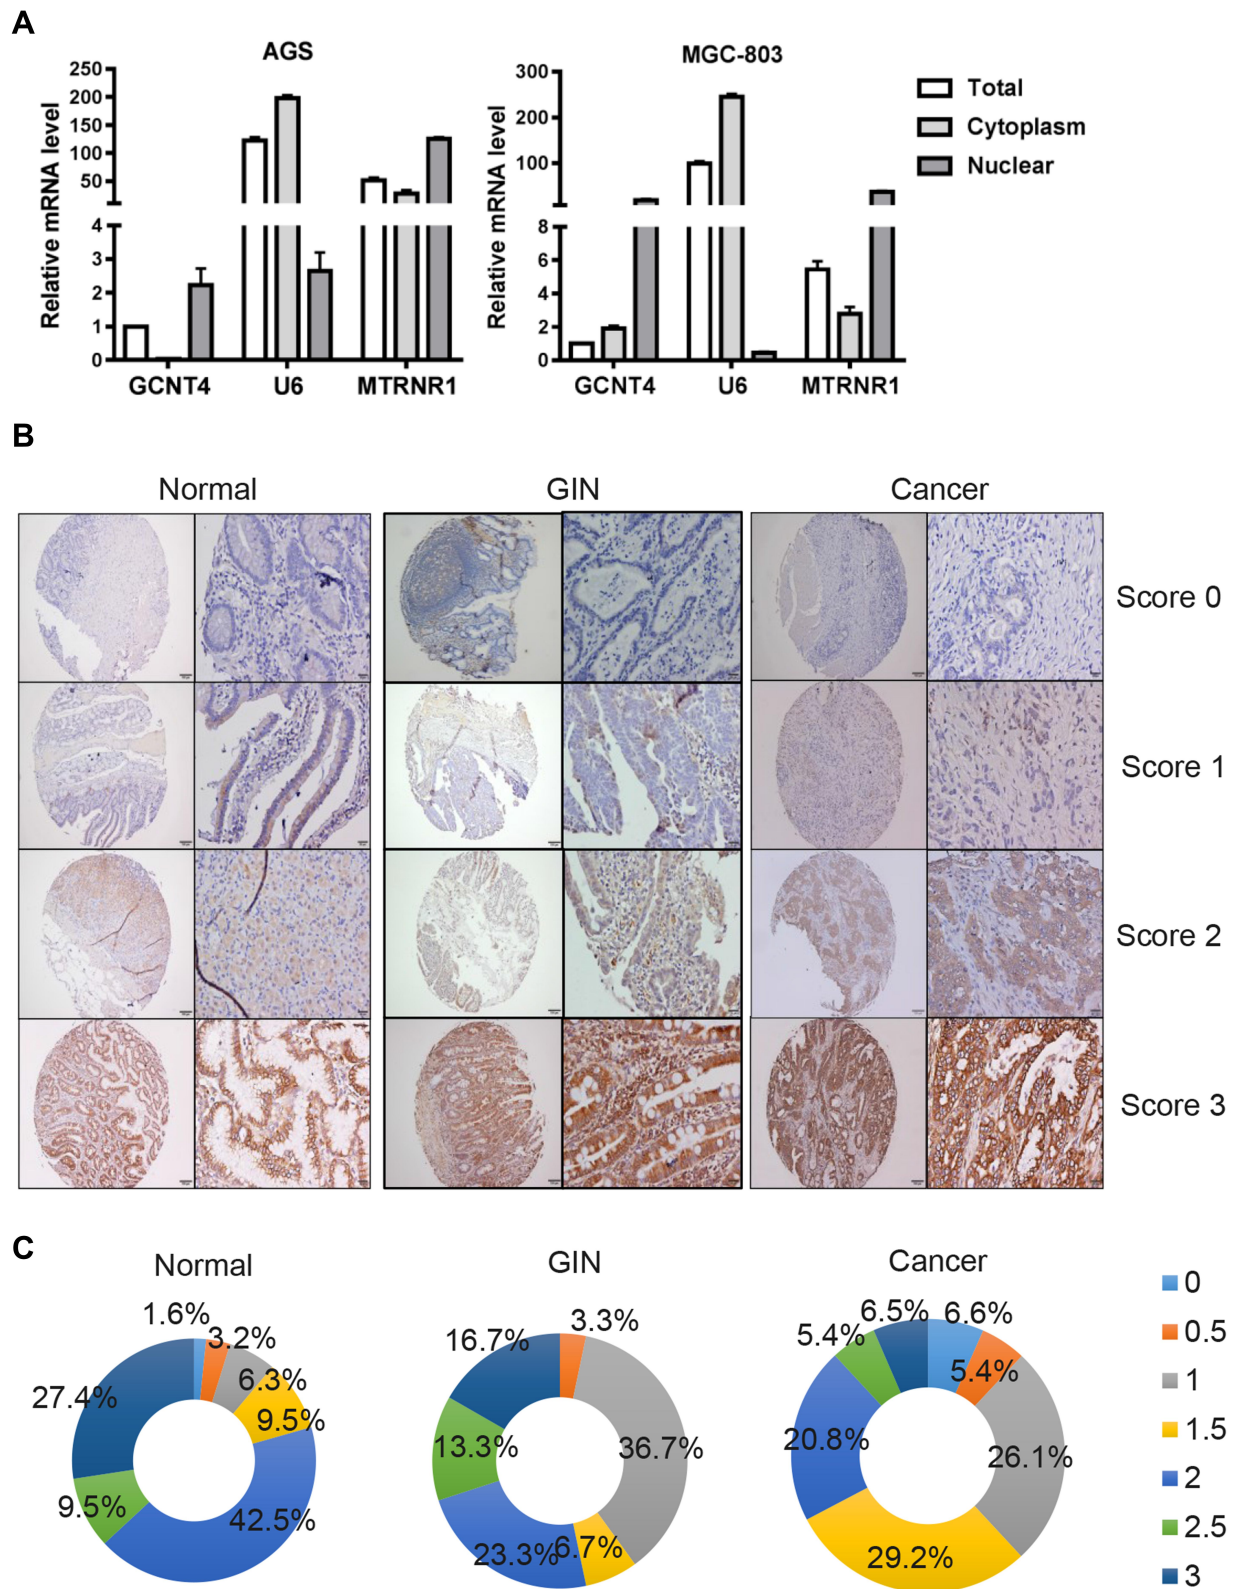 A
AGS
MGC-803
Relative mRNA level
250
200
150
100
50
4
3
2
1
0
GCNT4
U6
MTRNR1
Relative mRNA level
300
200
100
8
6
4
2
0
GCNT4
U6
MTRNR1
Total
Cytoplasm
Nuclear
B
Normal
GIN
Cancer
Score 0
Score 1
Score 2
Score 3
C
Normal
1.6%
3.2%
6.3%
9.5%
42.5%
9.5%
27.4%
GIN
3.3%
36.7%
6.7%
23.3%
13.3%
16.7%
Cancer
6.6%
5.4%
26.1%
29.2%
20.8%
5.4%
6.5%
0
0.5
1
1.5
2
2.5
3